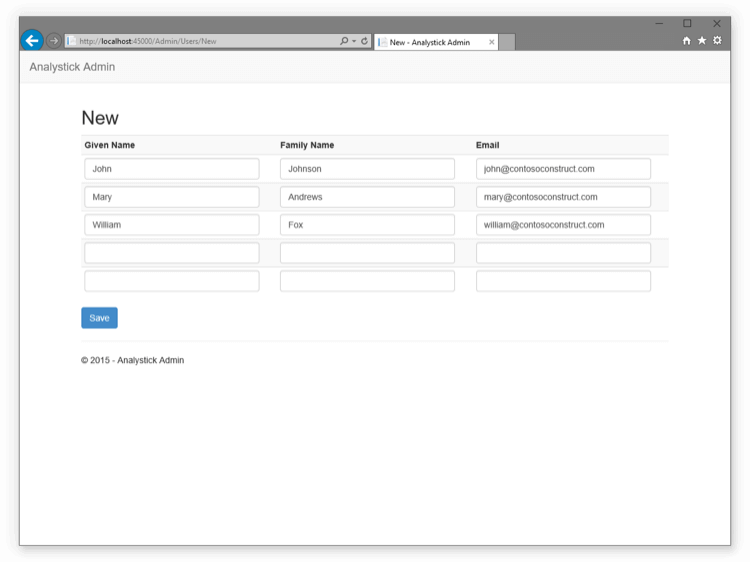 http://localhost:45000/Admin/Users/New
New - Analystick Admin
Analystick Admin
New
Given Name Family Name Email
John Johnson john@contosoconstruct.com
Mary Andrews mary@contosoconstruct.com
William Fox william@contosoconstruct.com
Save
© 2015 - Analystick Admin